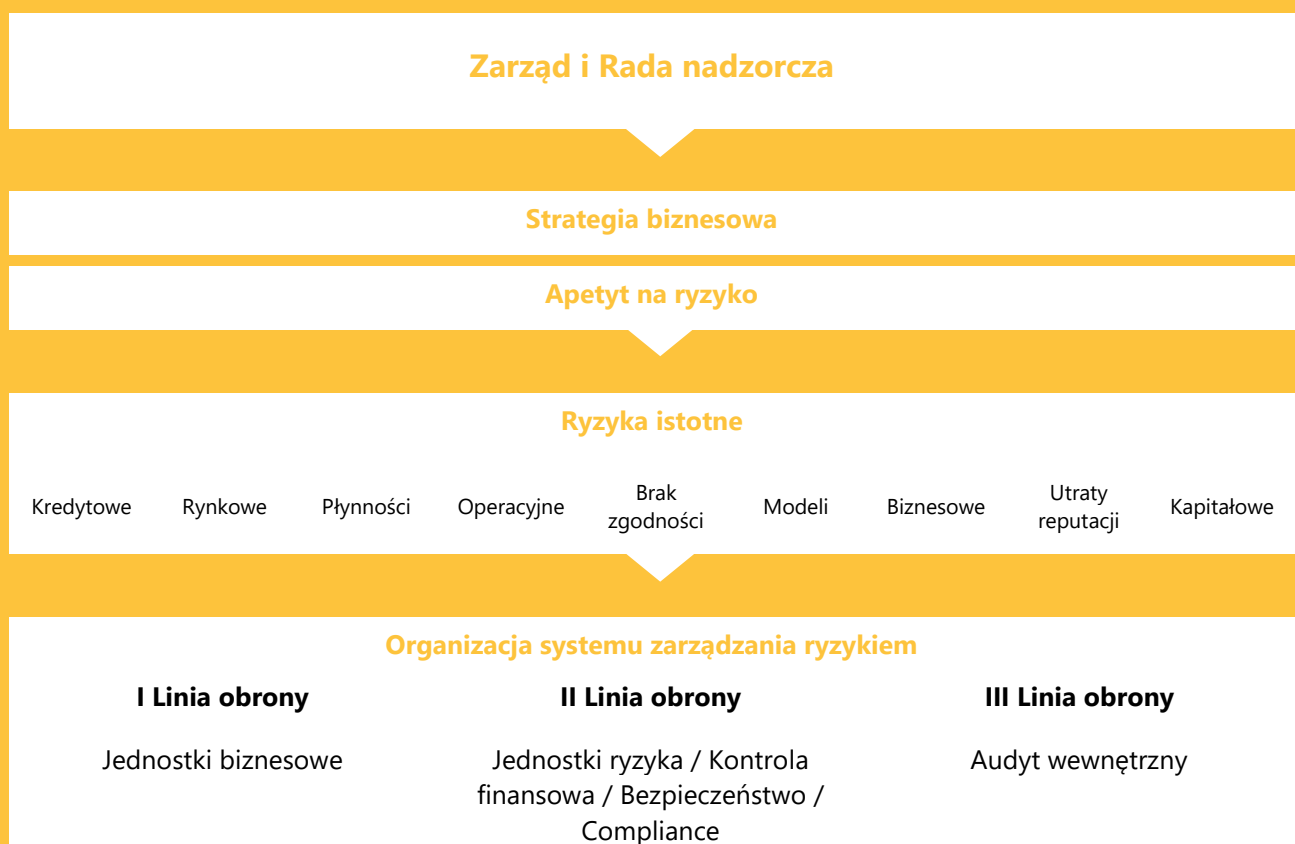 Zarząd i Rada nadzorcza
Strategia biznesowa
Apetyt na ryzyko
Ryzyka istotne
Kredytowe Rynkowe Płynności Operacyjne Brak zgodności Modeli Biznesowe Utraty reputacji Kapitałowe
Organizacja systemu zarządzania ryzykiem
I Linia obrony II Linia obrony III Linia obrony
Jednostki biznesowe
Jednostki ryzyka / Kontrola
finansowa / Bezpieczeństwo /
Compliance
Audyt wewnętrzny